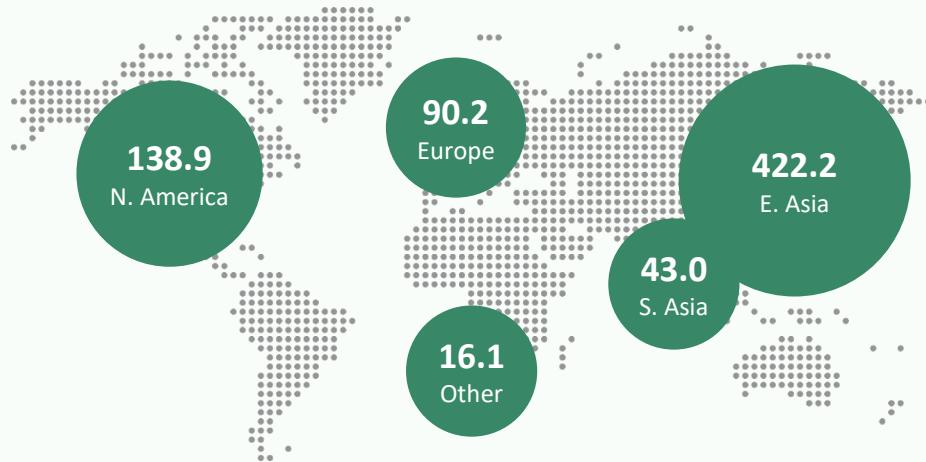 138.9
N. America
90.2
Europe
422.2
E. Asia
43.0
S. Asia
16.1
Other